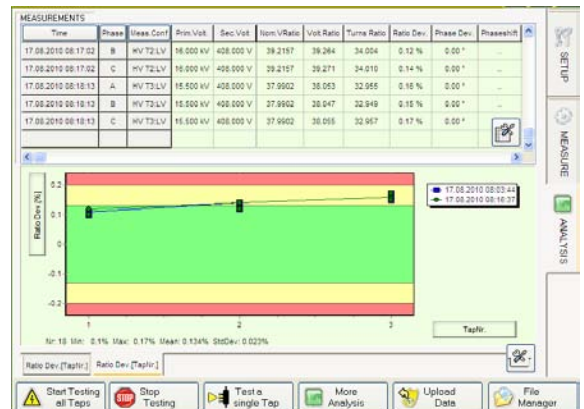 MEASUREMENTS
Time Phase Meas.Conf Prim.Volt. Sec.Volt. Nom.VRatio Volt.Ratio Turns Ratio Ratio Dev. Phase Dev. Phaseshift
17.08.2010 08:17:02 B HV T2:LV 16.000 kV 408.000 V 39.2157 39.264 34.004 0.12 % 0.00 ° ...
17.08.2010 08:17:02 C HV T2:LV 16.000 kV 408.000 V 39.2157 39.271 34.010 0.14 % 0.00 ° ...
17.08.2010 08:18:13 A HV T3:LV 15.500 kV 408.000 V 37.9902 38.053 32.955 0.16 % 0.00 ° ...
17.08.2010 08:18:13 B HV T3:LV 15.500 kV 408.000 V 37.9902 38.047 32.949 0.15 % 0.00 ° ...
17.08.2010 08:18:13 C HV T3:LV 15.500 kV 408.000 V 37.9902 38.055 32.957 0.17 % 0.00 ° ...
SETUP
MEASURE
ANALYSIS
Ratio Dev [%]
0.2
0.1
0
-0.1
-0.2
1 2 3
17.08.2010 08:03:44
17.08.2010 08:16:37
TapNr.
Nr:18 Min: 0.1% Max: 0.17% Mean: 0.134% StdDev: 0.023%
Ratio Dev.[TapNr.] Ratio Dev.[TapNr.]
Start Testing all Taps
STOP
Stop Testing
Test a single Tap
More Analysis
Upload Data
File Manager